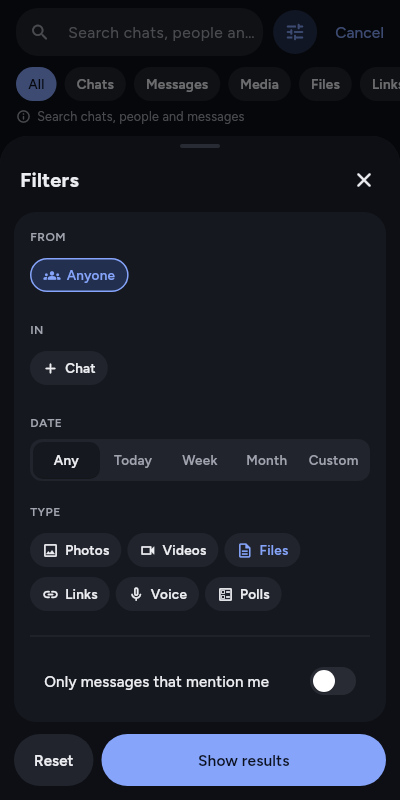 Search chats, people an...
Cancel
All Chats Messages Media Files Links
Search chats, people and messages
Filters
FROM
Anyone
IN
Chat
DATE
Any Today Week Month Custom
TYPE
Photos Videos Files
Links Voice Polls
Only messages that mention me
Reset Show results